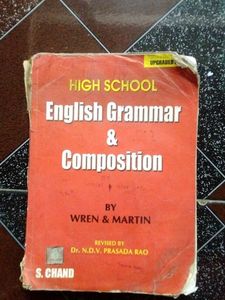 UPGRADED
HIGH SCHOOL
English Grammar
&
Composition
BY
WREN & MARTIN
REVISED BY
Dr. N.D.V. PRASADA RAO
S. CHAND